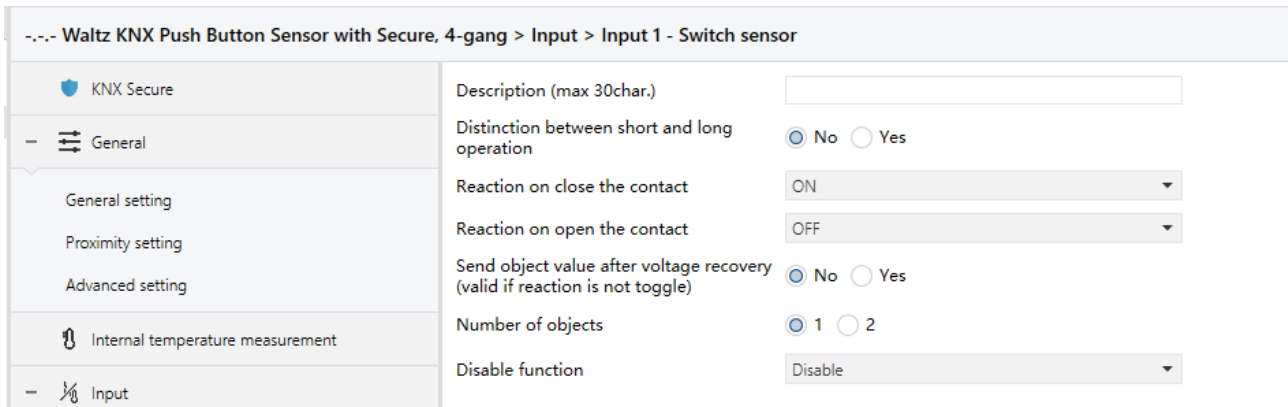 -.-.- Waltz KNX Push Button Sensor with Secure, 4-gang > Input > Input 1 - Switch sensor
KNX Secure
General
General setting
Proximity setting
Advanced setting
Internal temperature measurement
Input
Description (max 30char.)
Distinction between short and long
operation
No Yes
Reaction on close the contact
ON
Reaction on open the contact
OFF
Send object value after voltage recovery
(valid if reaction is not toggle)
No Yes
Number of objects
1 2
Disable function
Disable